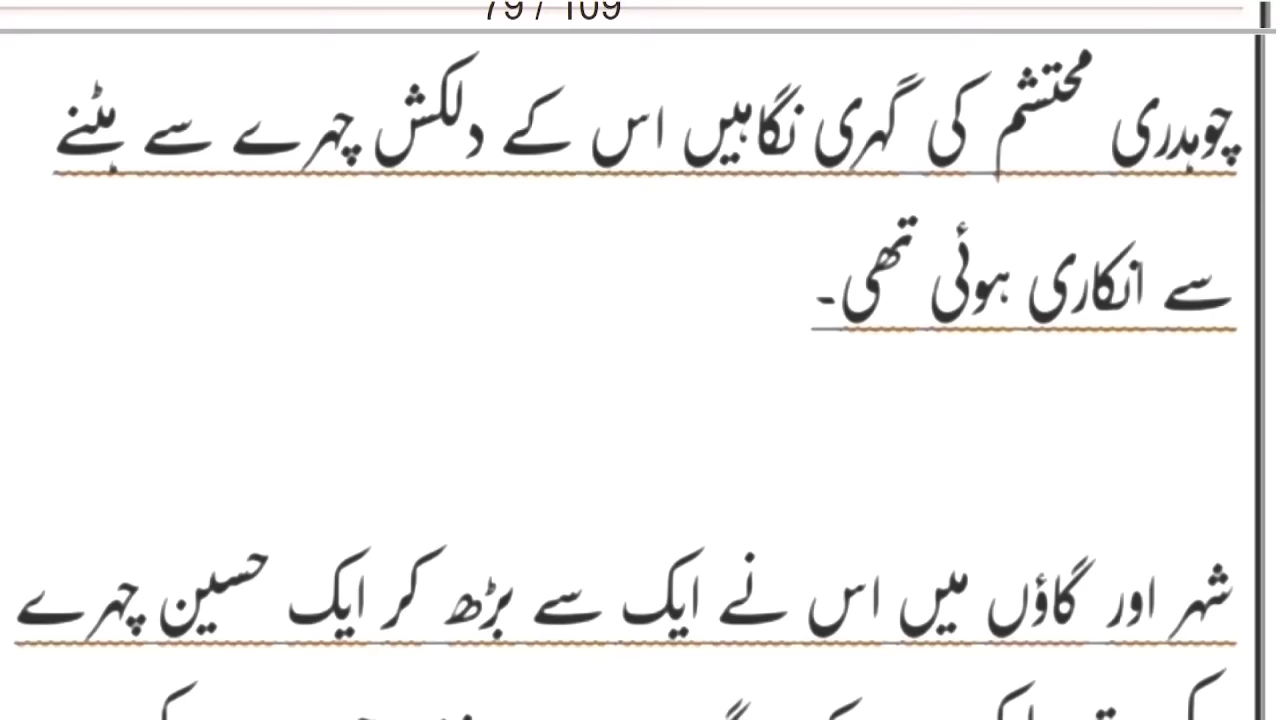 79 / 109
چوہدری محتشم کی گہری نگاہیں اس کے دلکش چہرے سے ہٹنے
سے انکاری ہوئی تھی۔
شہر اور گاؤں میں اس نے ایک سے بڑھ کر ایک حسین چہرے